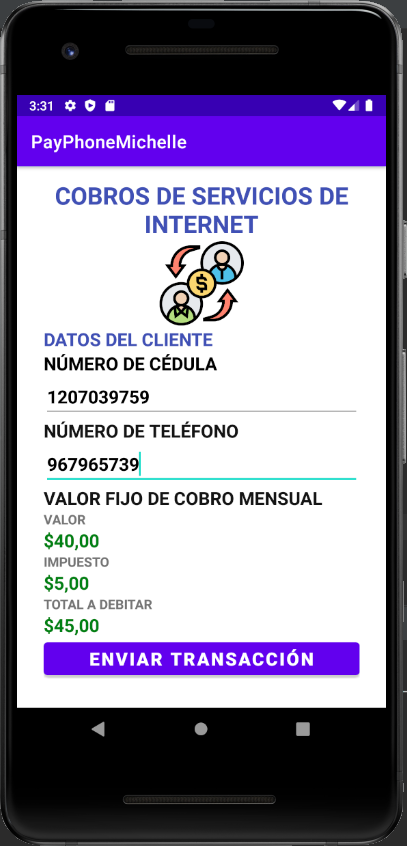 3:31
PayPhoneMichelle
COBROS DE SERVICIOS DE
INTERNET
$
DATOS DEL CLIENTE
NÚMERO DE CÉDULA
1207039759
NÚMERO DE TELÉFONO
967965739
VALOR FIJO DE COBRO MENSUAL
VALOR
$40,00
IMPUESTO
$5,00
TOTAL A DEBITAR
$45,00
ENVIAR TRANSACCIÓN